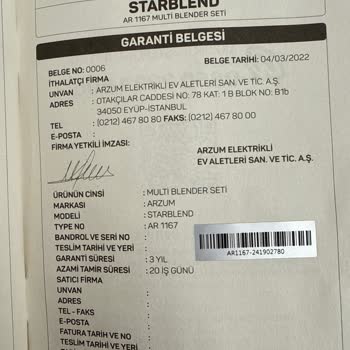 STARBLEND
AR 1167 MULTI BLENDER SETİ
GARANTİ BELGESİ
BELGE NO: 0006 BELGE TARİHİ: 04/03/2022
İTHALATÇI FİRMA
UNVAN : ARZUM ELEKTRİKLİ EV ALETLERİ SAN. VE TİC. A.Ş.
ADRES : OTAKÇILAR CADDESİ NO: 78 KAT: 1 B BLOK NO: B1b
34050 EYÜP-İSTANBUL
TEL : (0212) 467 80 80 FAKS: (0212) 467 80 00
E-POSTA :
FİRMA YETKİLİ İMZASI: ARZUM ELEKTRİKLİ
EV ALETLERİ SAN. VE TİC. A.Ş.
ÜRÜNÜN CİNSİ : MULTİ BLENDER SETİ
MARKASI : ARZUM
MODELİ : STARBLEND
TYPE NO : AR 1167
BANDROL VE SERİ NO :
TESLİM TARİHİ VE YERİ :
GARANTİ SÜRESİ : 3 YIL
AZAMİ TAMİR SÜRESİ : 20 İŞ GÜNÜ
AR1167-241902780
SATICI FİRMA
UNVAN :
ADRES :
TEL - FAKS :
E-POSTA :
FATURA TARİH VE NO :
TESLİM TARİHİ VE YERİ :